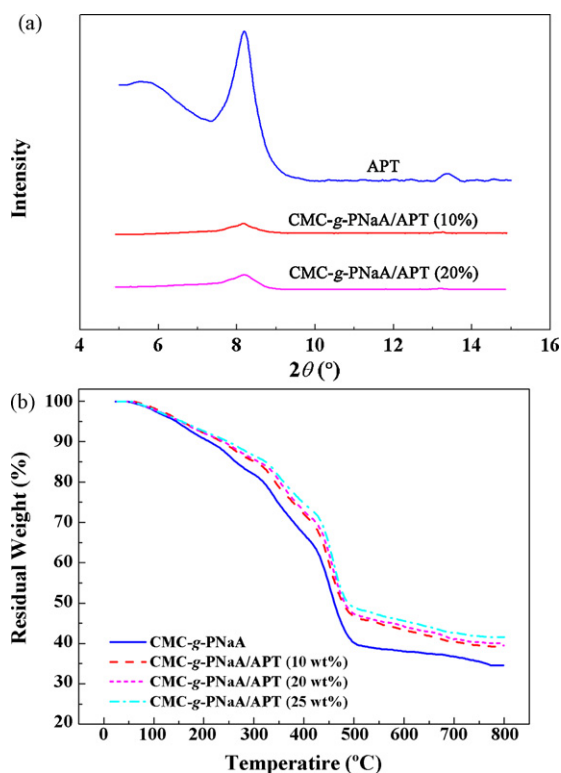 (a)
Intensity
APT
CMC-g-PNaA/APT (10%)
CMC-g-PNaA/APT (20%)
4 6 8 10 12 14 16
2θ (°)
(b)
Residual Weight (%)
100
90
80
70
60
50
40
30
20
CMC-g-PNaA
CMC-g-PNaA/APT (10 wt%)
CMC-g-PNaA/APT (20 wt%)
CMC-g-PNaA/APT (25 wt%)
0 100 200 300 400 500 600 700 800
Temperatire (ºC)